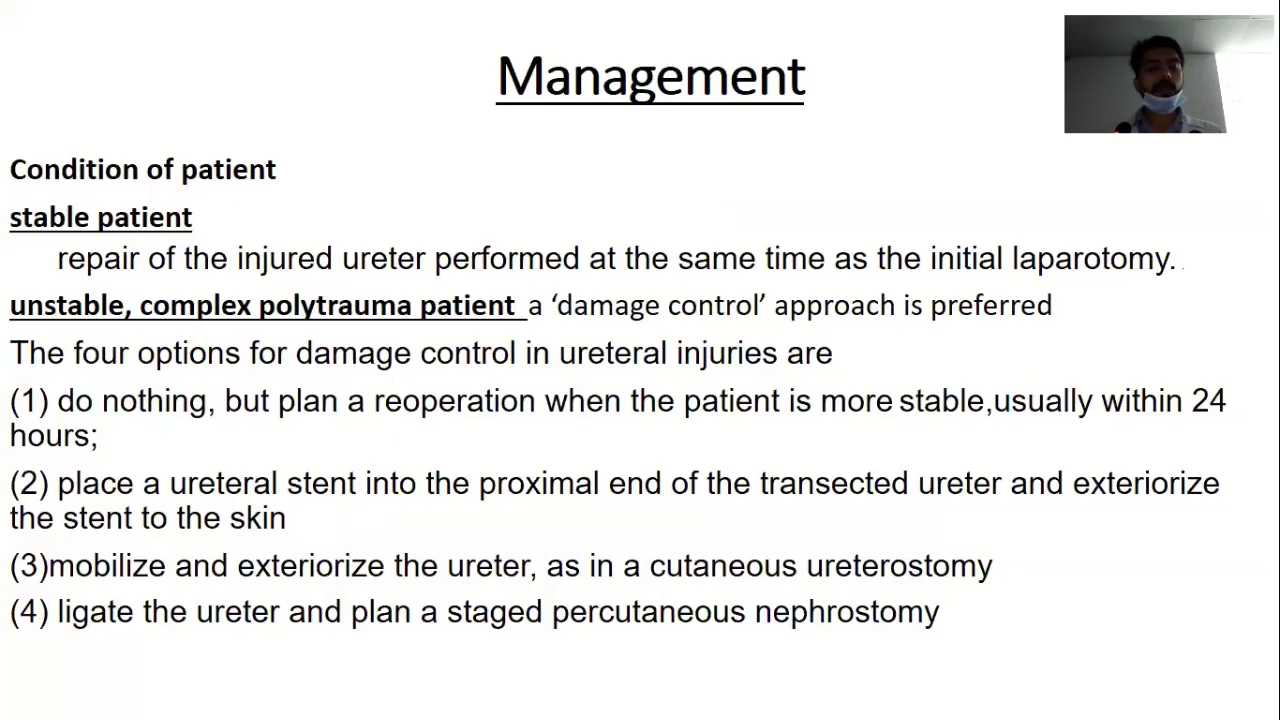 Management
Condition of patient
stable patient
repair of the injured ureter performed at the same time as the initial laparotomy.
unstable, complex polytrauma patient a ‘damage control’ approach is preferred
The four options for damage control in ureteral injuries are
(1) do nothing, but plan a reoperation when the patient is more stable,usually within 24
hours;
(2) place a ureteral stent into the proximal end of the transected ureter and exteriorize
the stent to the skin
(3)mobilize and exteriorize the ureter, as in a cutaneous ureterostomy
(4) ligate the ureter and plan a staged percutaneous nephrostomy